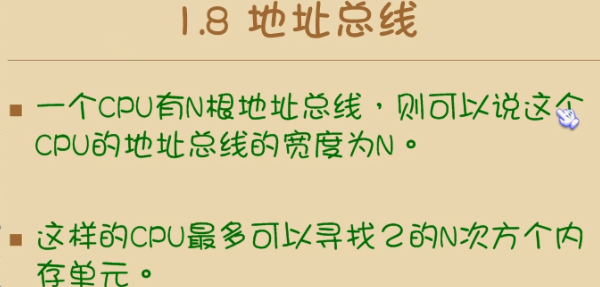 1.8 地址总线
一个CPU有N根地址总线，则可以说这个
CPU的地址总线的宽度为N。
这样的CPU最多可以寻找2的N次方个内
存单元。